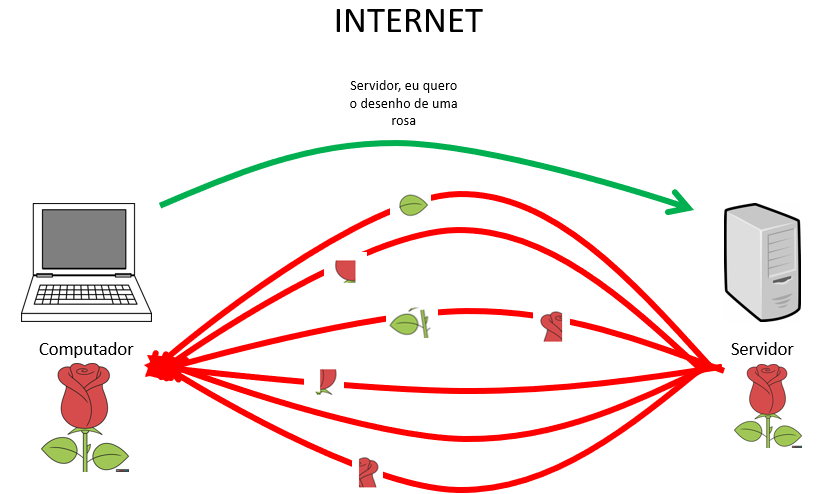 INTERNET
Servidor, eu quero
o desenho de uma
rosa
Computador
Servidor